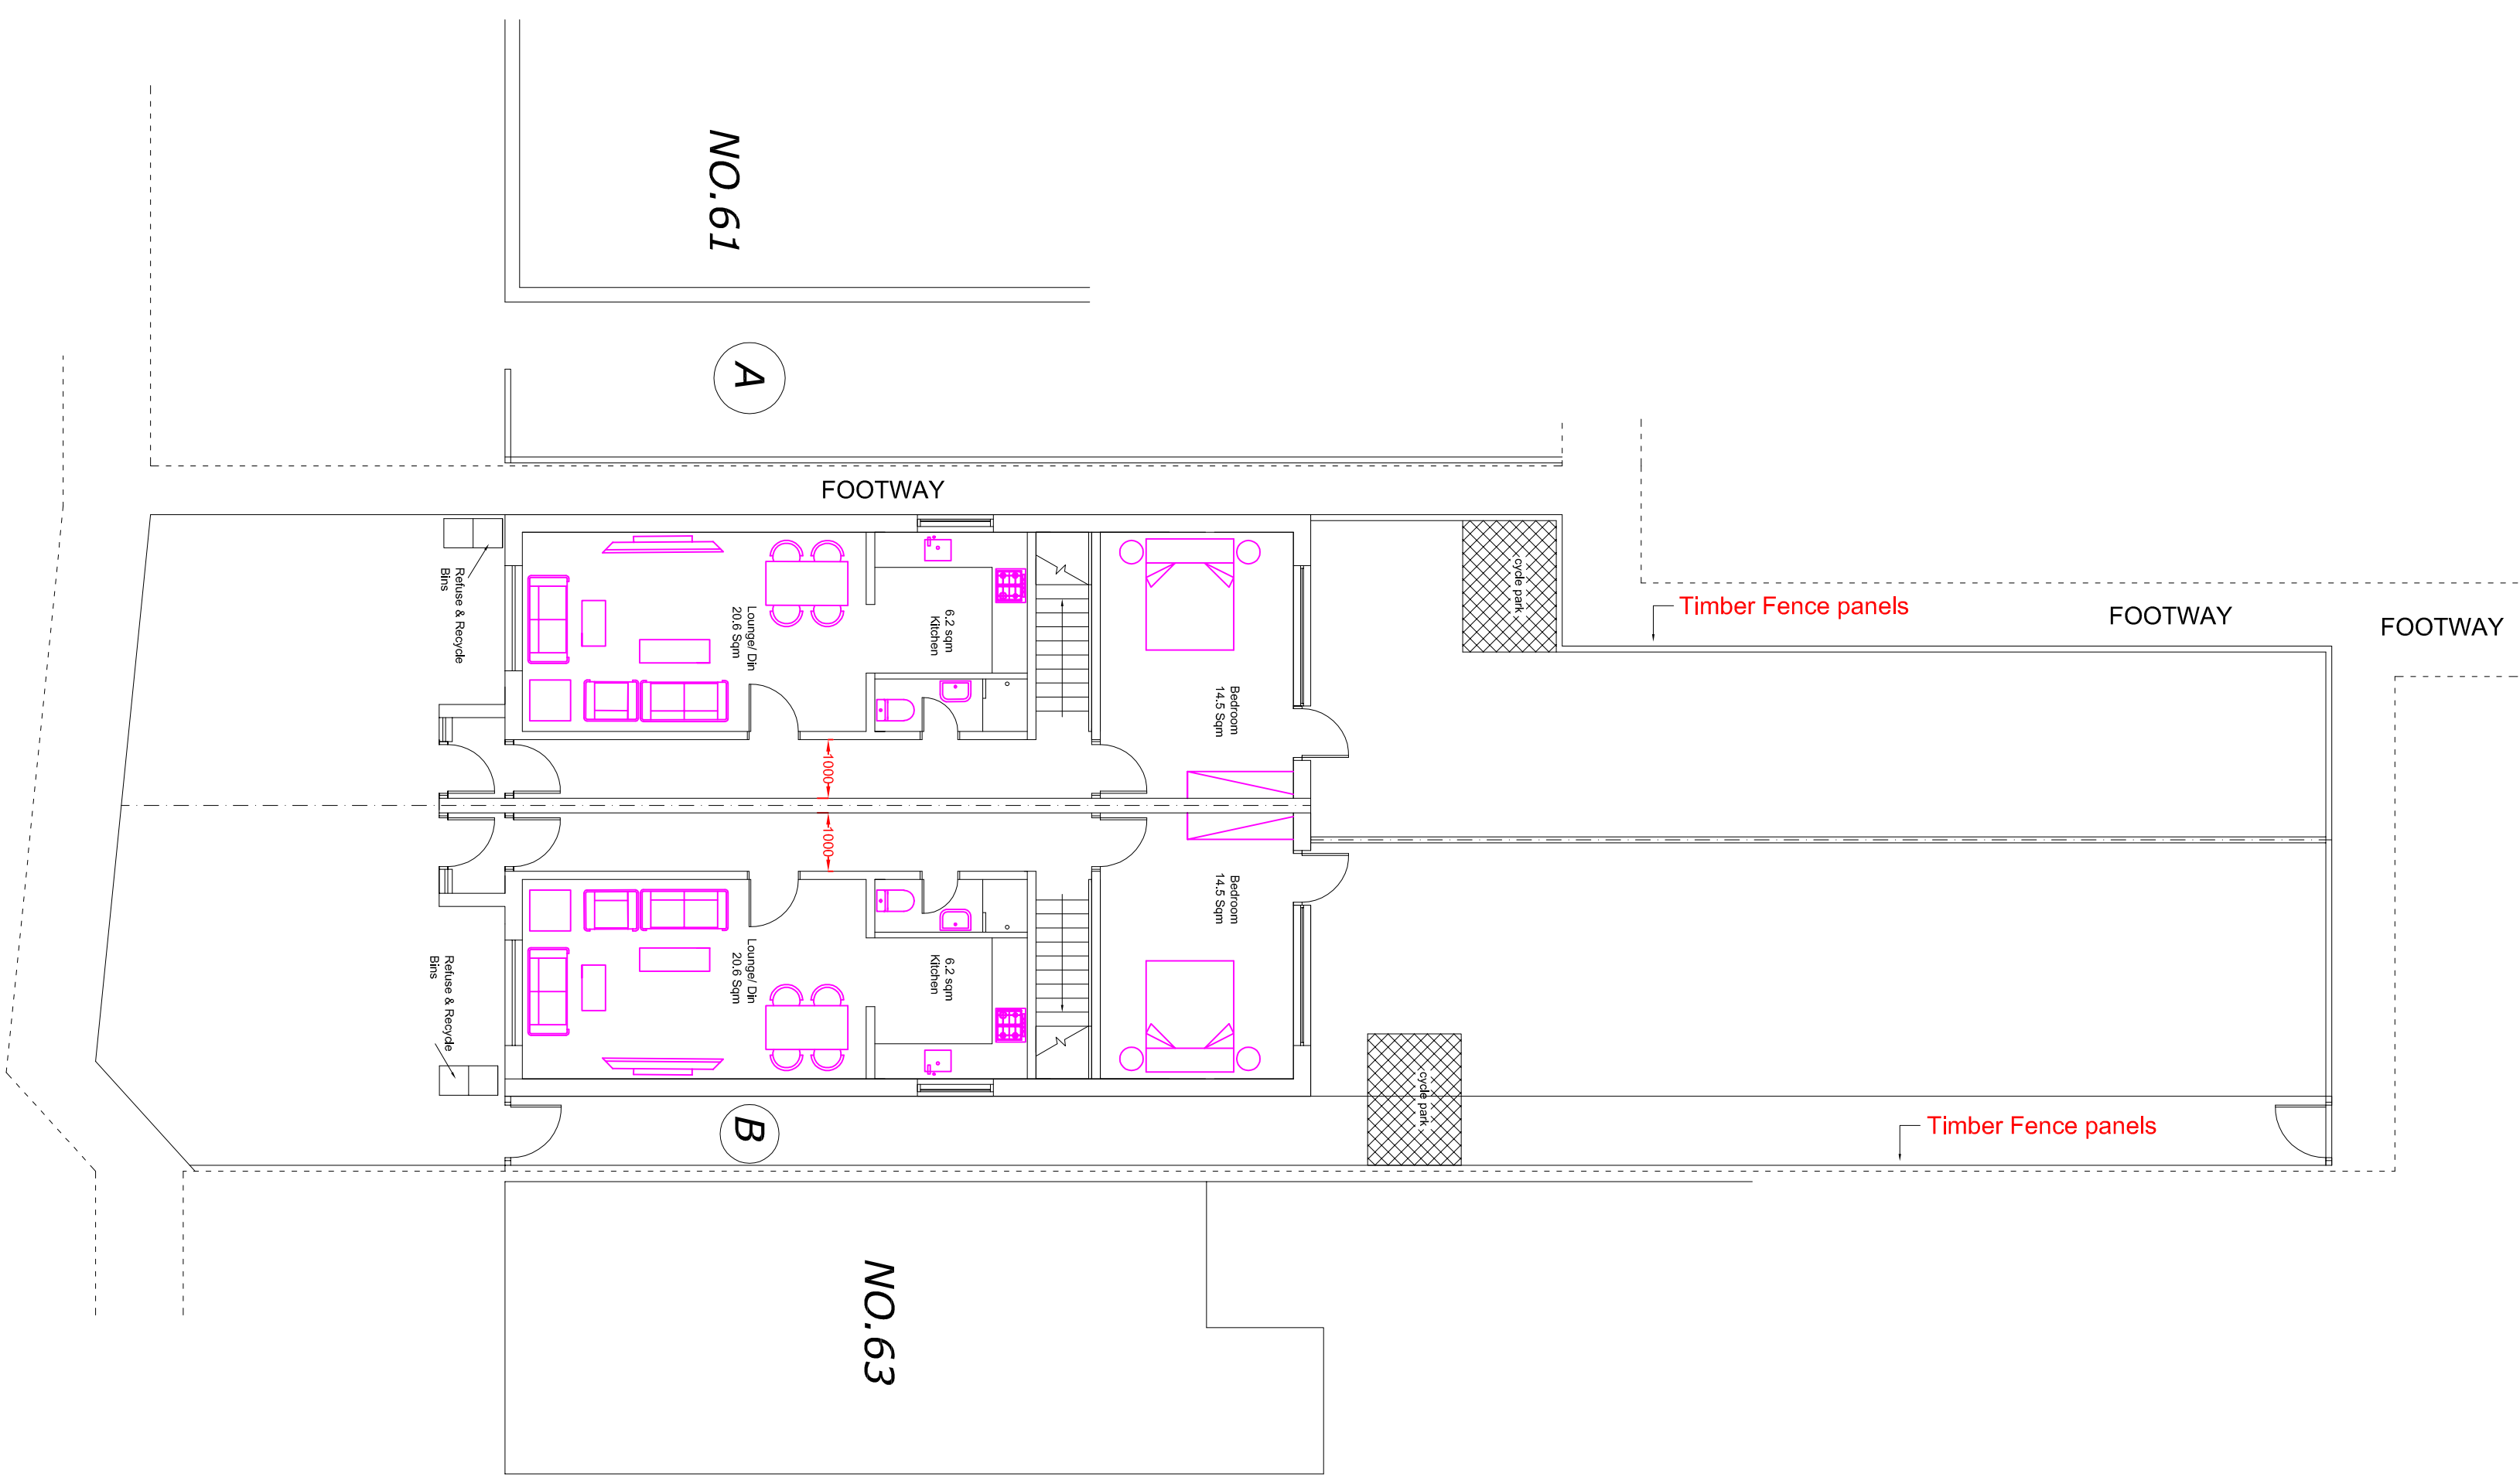 NO.61
A
FOOTWAY
Refuse & Recycle
Bins
Lounge/ Din
20.6 Sqm
6.2 sqm
Kitchen
cycle park
Timber Fence panels
FOOTWAY
FOOTWAY
Bedroom
14.5 Sqm
1000
1000
Bedroom
14.5 Sqm
Lounge/ Din
20.6 Sqm
6.2 sqm
Kitchen
Refuse & Recycle
Bins
cycle park
B
Timber Fence panels
NO.63